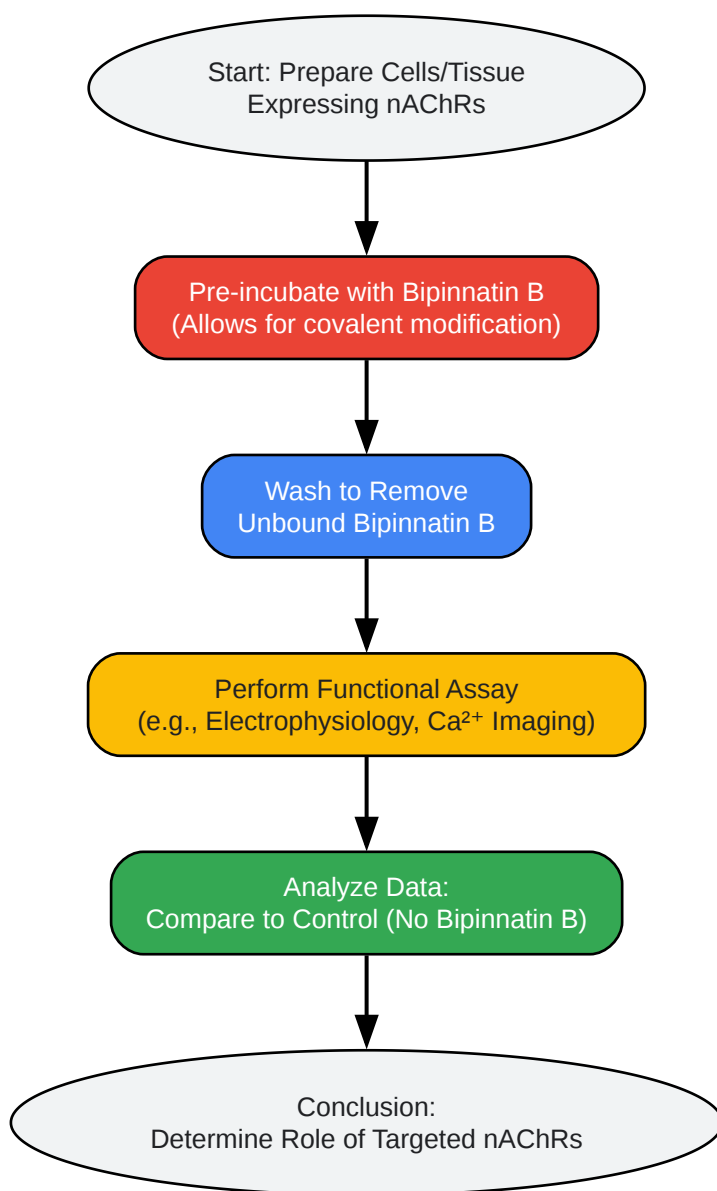 Start: Prepare Cells/Tissue
Expressing nAChRs
Pre-incubate with Bipinnatin B
(Allows for covalent modification)
Wash to Remove
Unbound Bipinnatin B
Perform Functional Assay
(e.g., Electrophysiology, Ca²⁺ Imaging)
Analyze Data:
Compare to Control (No Bipinnatin B)
Conclusion:
Determine Role of Targeted nAChRs